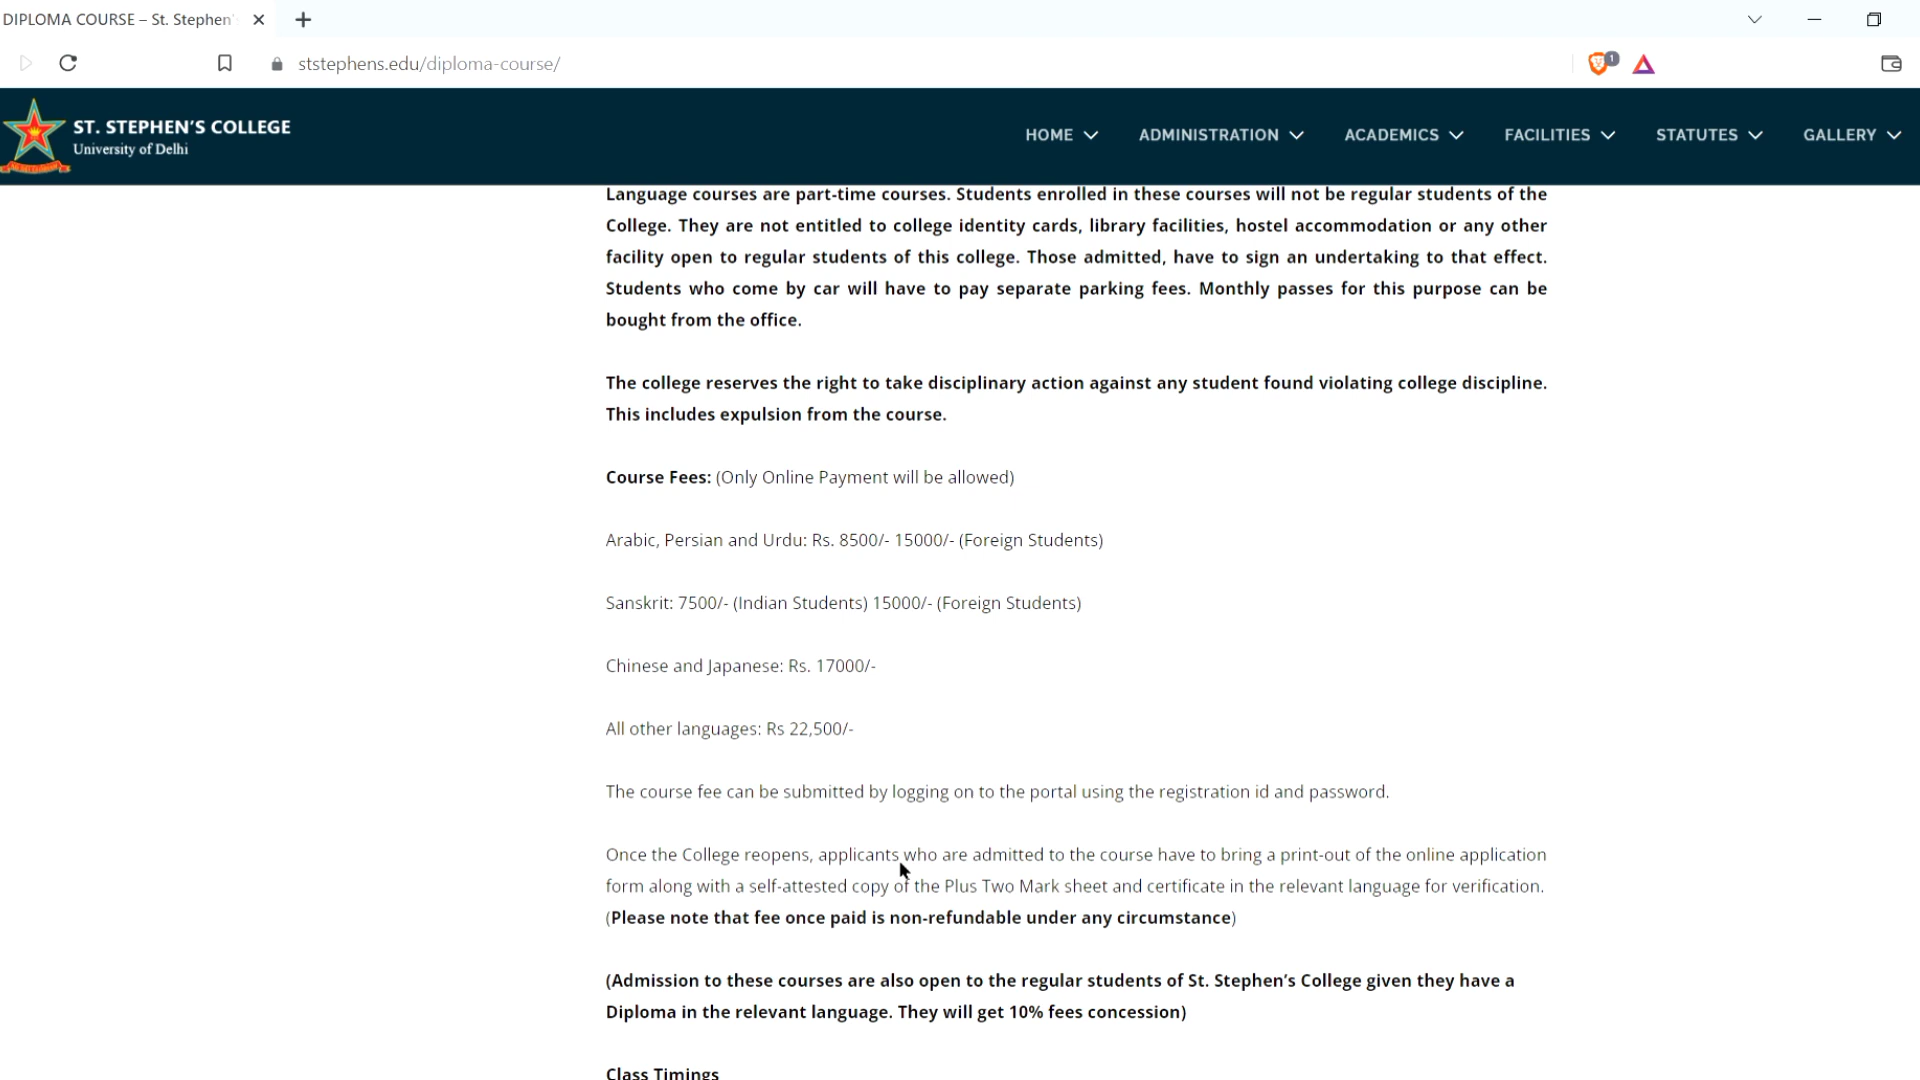 DIPLOMA COURSE – St. Stephen'
ststephens.edu/diploma-course/
1
ST. STEPHEN'S COLLEGE
University of Delhi
HOME
ADMINISTRATION
ACADEMICS
FACILITIES
STATUTES
GALLERY
Language courses are part-time courses. Students enrolled in these courses will not be regular students of the
College. They are not entitled to college identity cards, library facilities, hostel accommodation or any other
facility open to regular students of this college. Those admitted, have to sign an undertaking to that effect.
Students who come by car will have to pay separate parking fees. Monthly passes for this purpose can be
bought from the office.
The college reserves the right to take disciplinary action against any student found violating college discipline.
This includes expulsion from the course.
Course Fees: (Only Online Payment will be allowed)
Arabic, Persian and Urdu: Rs. 8500/- 15000/- (Foreign Students)
Sanskrit: 7500/- (Indian Students) 15000/- (Foreign Students)
Chinese and Japanese: Rs. 17000/-
All other languages: Rs 22,500/-
The course fee can be submitted by logging on to the portal using the registration id and password.
Once the College reopens, applicants who are admitted to the course have to bring a print-out of the online application
form along with a self-attested copy of the Plus Two Mark sheet and certificate in the relevant language for verification.
(Please note that fee once paid is non-refundable under any circumstance)
(Admission to these courses are also open to the regular students of St. Stephen's College given they have a
Diploma in the relevant language. They will get 10% fees concession)
Class Timings